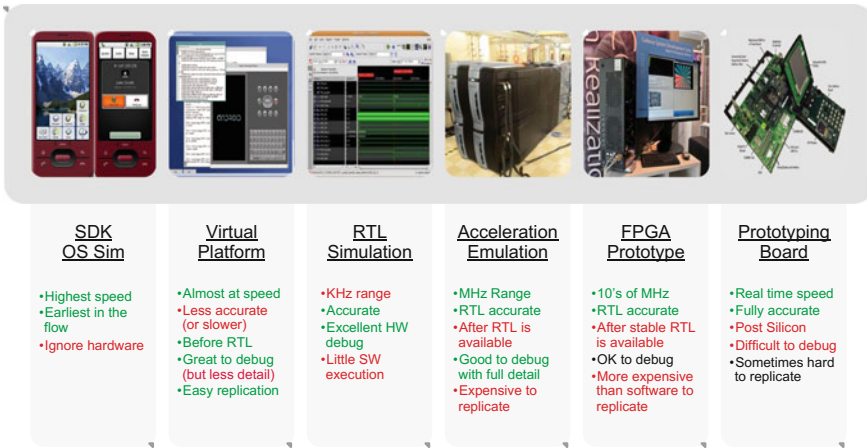 ANDROID
Realizatio
SDK
OS Sim
•Highest speed
•Earliest in the
flow
•Ignore hardware
Virtual
Platform
•Almost at speed
•Less accurate
(or slower)
•Before RTL
•Great to debug
(but less detail)
•Easy replication
RTL
Simulation
•KHz range
•Accurate
•Excellent HW
debug
•Little SW
execution
Acceleration
Emulation
•MHz Range
•RTL accurate
•After RTL is
available
•Good to debug
with full detail
•Expensive to
replicate
FPGA
Prototype
•10's of MHz
•RTL accurate
•After stable RTL
is available
•OK to debug
•More expensive
than software to
replicate
Prototyping
Board
•Real time speed
•Fully accurate
•Post Silicon
•Difficult to debug
•Sometimes hard
to replicate